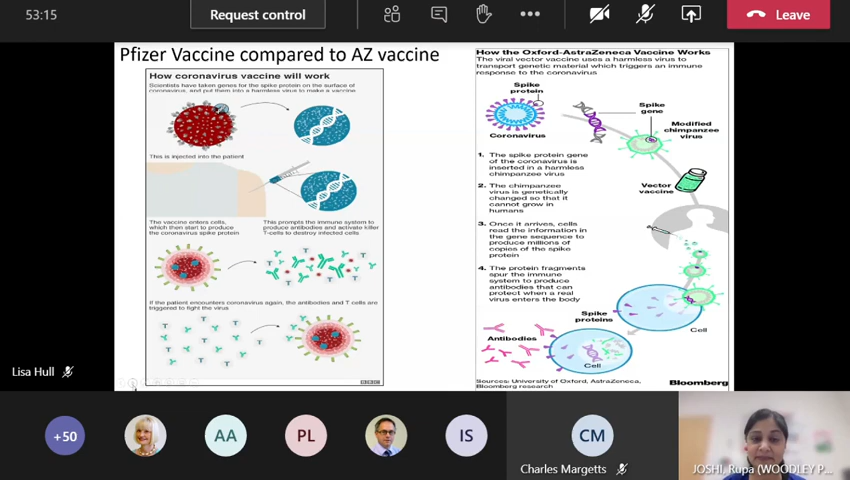 53:15
Request control
Leave
Pfizer Vaccine compared to AZ vaccine
How coronavirus vaccine will work
Scientists have taken genes for the spike protein on the surface of
coronavirus, and put them into a harmless virus to make a vaccine
This is injected into the patient
The vaccine enters cells,
which then start to produce
the coronavirus spike protein
This prompts the immune system to
produce antibodies and activate killer
T-cells to destroy infected cells
If the patient encounters coronavirus again, the antibodies and T cells are
triggered to fight the virus
BBC
How the Oxford-AstraZeneca Vaccine Works
The viral vector vaccine uses a harmless virus to
transport genetic material which triggers an immune
response to the coronavirus
Spike
protein
Coronavirus
Spike
gene
Modified
chimpanzee
virus
Vector
vaccine
1. The spike protein gene
of the coronavirus is
inserted in a harmless
chimpanzee virus
2. The chimpanzee
virus is genetically
changed so that it
cannot grow in
humans
3. Once it arrives, cells
read the information in
the gene sequence to
produce millions of
copies of the spike
protein
4. The protein fragments
spur the immune
system to produce
antibodies that can
protect when a real
virus enters the body
Spike
proteins
Cell
Antibodies
Cell
Sources: University of Oxford, AstraZeneca,
Bloomberg research
Bloomberg
Lisa Hull
+50
AA
PL
IS
CM
Charles Margetts
JOSHI, Rupa (WOODLEY P...